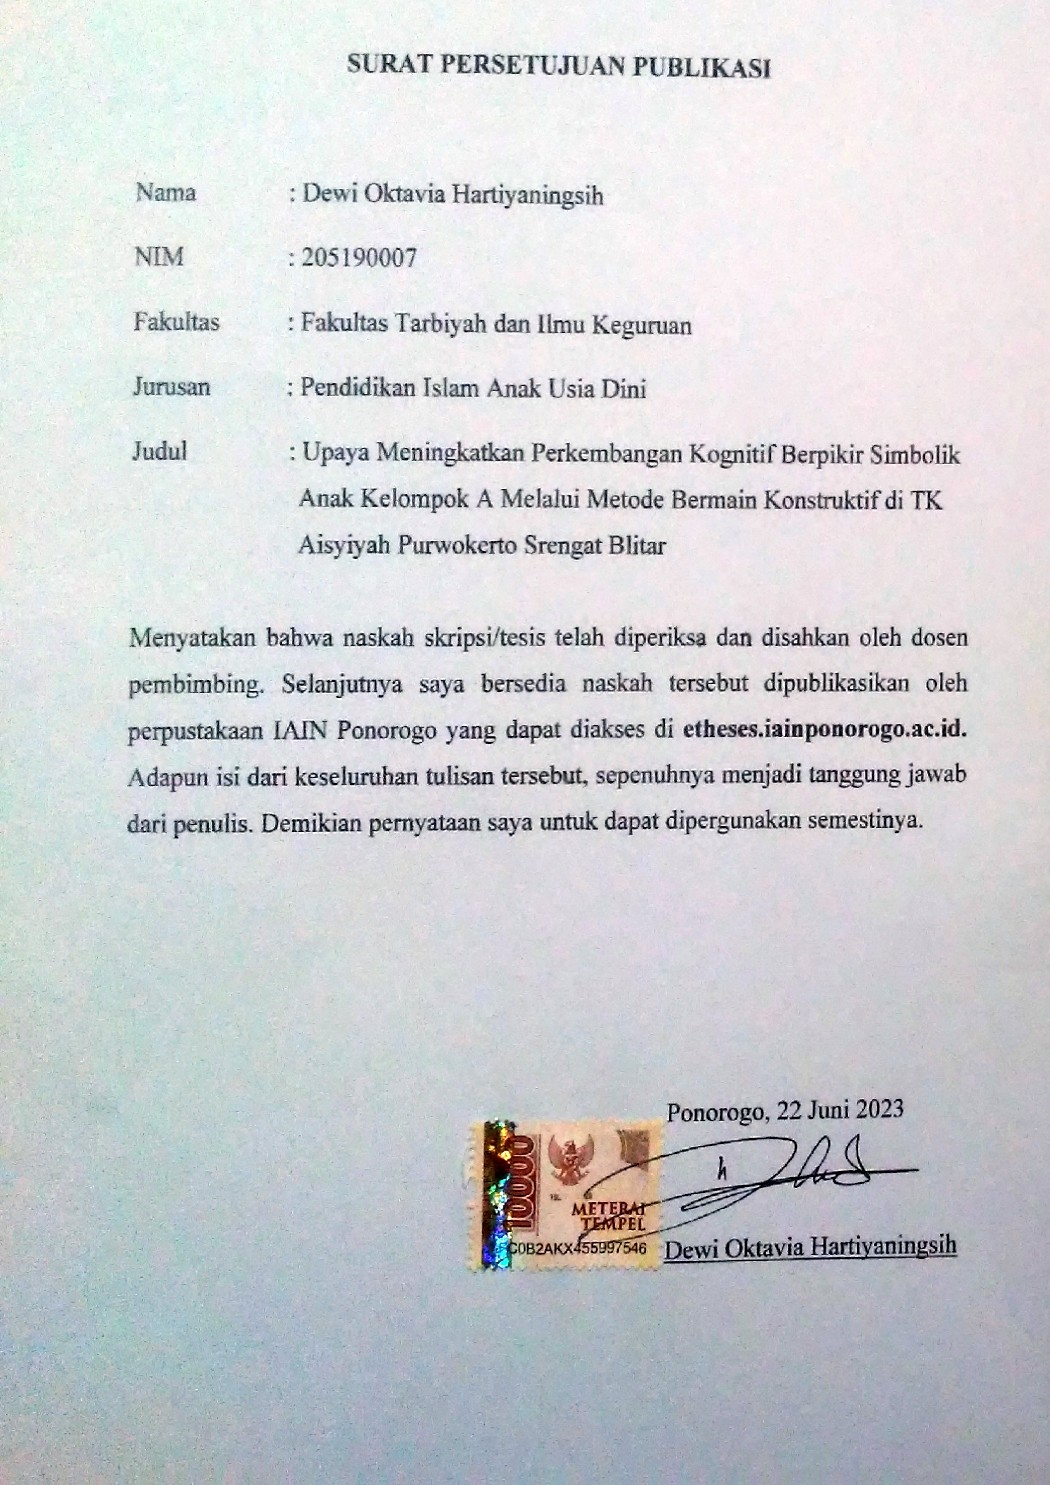 SURAT PERSETUJUAN PUBLIKASI
Nama : Dewi Oktavia Hartiyaningsih
NIM : 205190007
Fakultas : Fakultas Tarbiyah dan Ilmu Keguruan
Jurusan : Pendidikan Islam Anak Usia Dini
Judul : Upaya Meningkatkan Perkembangan Kognitif Berpikir Simbolik
Anak Kelompok A Melalui Metode Bermain Konstruktif di TK
Aisyiyah Purwokerto Srengat Blitar
Menyatakan bahwa naskah skripsi/tesis telah diperiksa dan disahkan oleh dosen
pembimbing. Selanjutnya saya bersedia naskah tersebut dipublikasikan oleh
perpustakaan IAIN Ponorogo yang dapat diakses di etheses.iainponorogo.ac.id.
Adapun isi dari keseluruhan tulisan tersebut, sepenuhnya menjadi tanggung jawab
dari penulis. Demikian pernyataan saya untuk dapat dipergunakan semestinya.
Ponorogo, 22 Juni 2023
10000
METERAI
TEMPEL
C0B2AKX455997546
Dewi Oktavia Hartiyaningsih